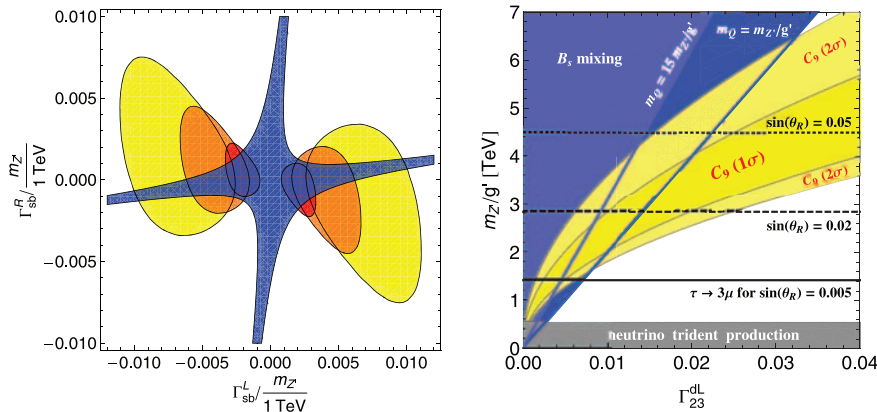 0.010
0.005
0.000
−0.005
−0.010
−0.010
−0.005
0.000
0.005
0.010
Γ^R_sb/ m_Z'/1 TeV
Γ^L_sb/ m_Z'/1 TeV
7
6
5
4
3
2
1
0
0.00
0.01
0.02
0.03
0.04
m_Z'/g' [TeV]
Γ^dL_23
B_s mixing
m_Q = 15 m_Z'/g'
m_Q = m_Z'/g'
C_9 (2σ)
sin(θ_R) = 0.05
C_9 (1σ)
C_9 (2σ)
sin(θ_R) = 0.02
τ → 3μ for sin(θ_R) = 0.005
neutrino trident production